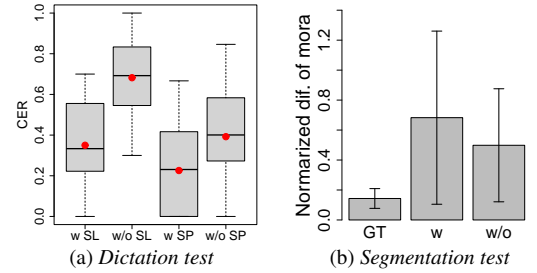 CER
1.0
0.8
0.6
0.4
0.2
0.0
w SL
w/o SL
w SP
w/o SP
(a) Dictation test
Normarized dif. of mora
1.2
0.8
0.4
0.0
GT
w
w/o
(b) Segmentation test